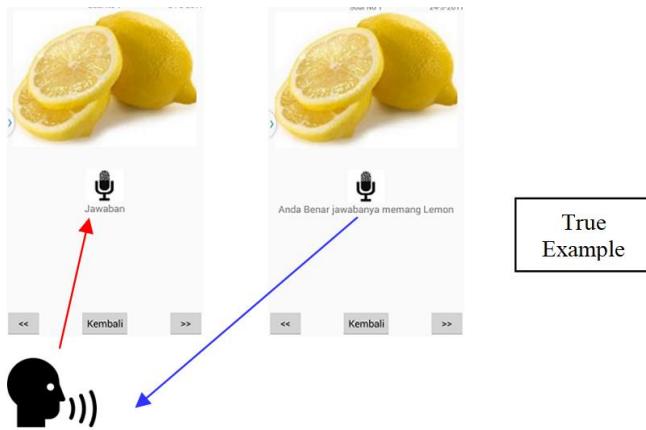 Jawaban
Anda Benar jawabanya memang Lemon
<< Kembali >>
<< Kembali >>
True
Example